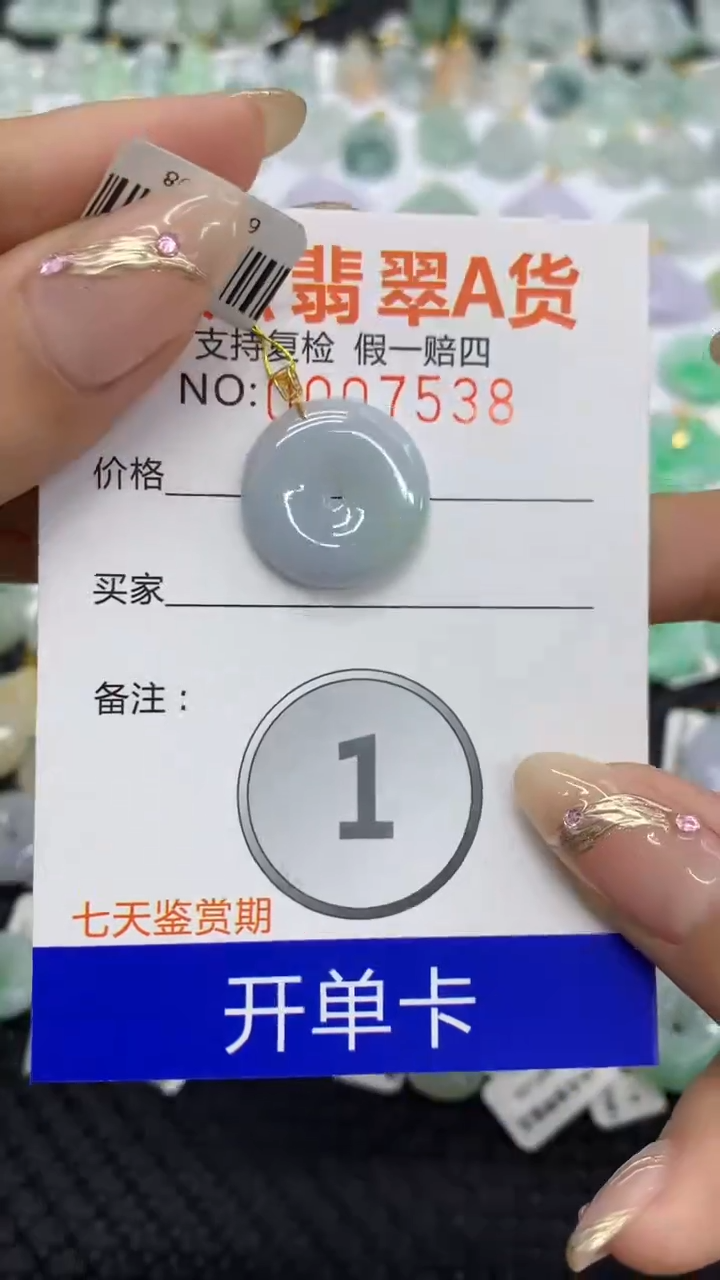 翡翠A货
支持复检 假一赔四
NO:0007538
价格
买家
备注：
1
七天鉴赏期
开单卡